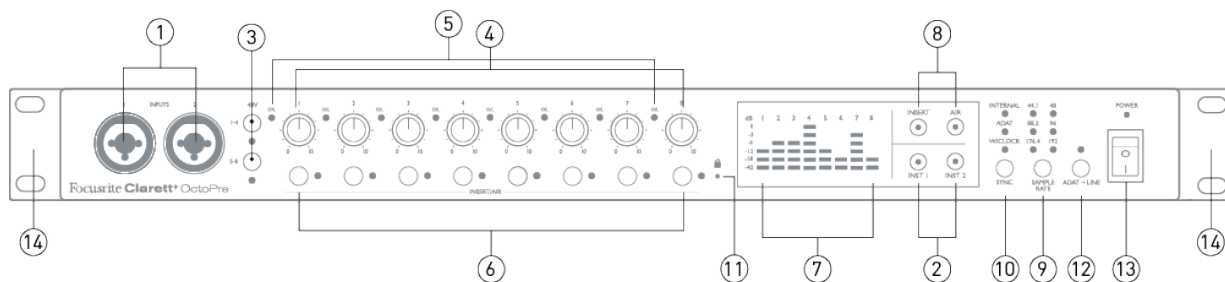 1 3 5 4 8
1 INPUTS 2 48V O/L 1 O/L 2 O/L 3 O/L 4 O/L 5 O/L 6 O/L 7 O/L 8
1-4
5-8
0 10 0 10 0 10 0 10 0 10 0 10 0 10 0 10
dB 1 2 3 4 5 6 7 8
0
-3
-6
-12
-18
-42
INSERT AIR
INST 1 INST 2
INTERNAL 44.1 48
ADAT 88.2 96
W/CLOCK 176.4 192
SYNC SAMPLE RATE ADAT → LINE
POWER
Focusrite Clarett+ OctoPre
INSERT/AIR
14 6 11 7 2 10 9 12 13 14